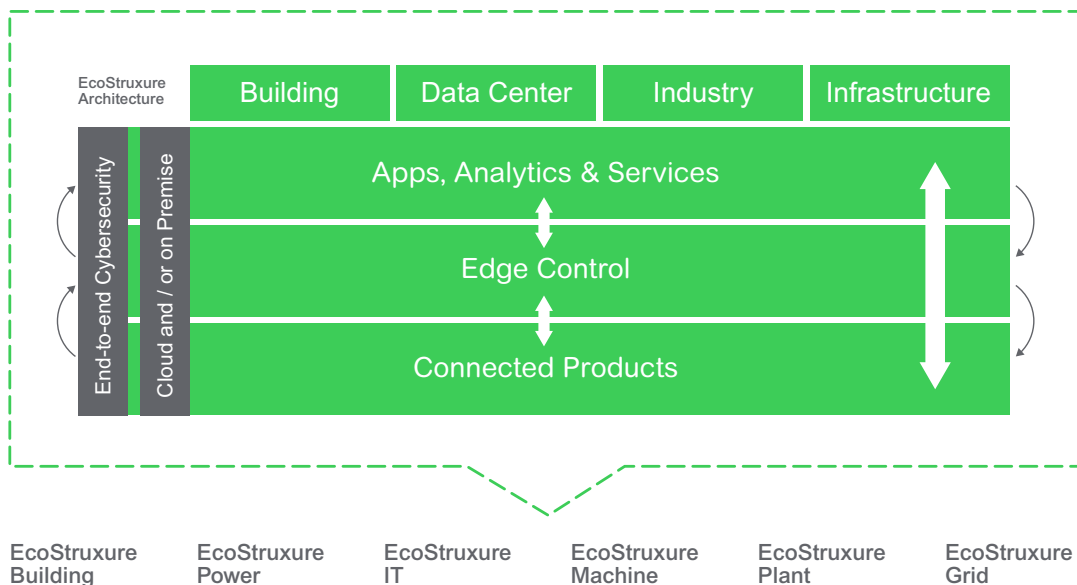 EcoStruxure
Architecture
Building
Data Center
Industry
Infrastructure
End-to-end Cybersecurity
Cloud and / or on Premise
Apps, Analytics & Services
Edge Control
Connected Products
EcoStruxure
Building
EcoStruxure
Power
EcoStruxure
IT
EcoStruxure
Machine
EcoStruxure
Plant
EcoStruxure
Grid